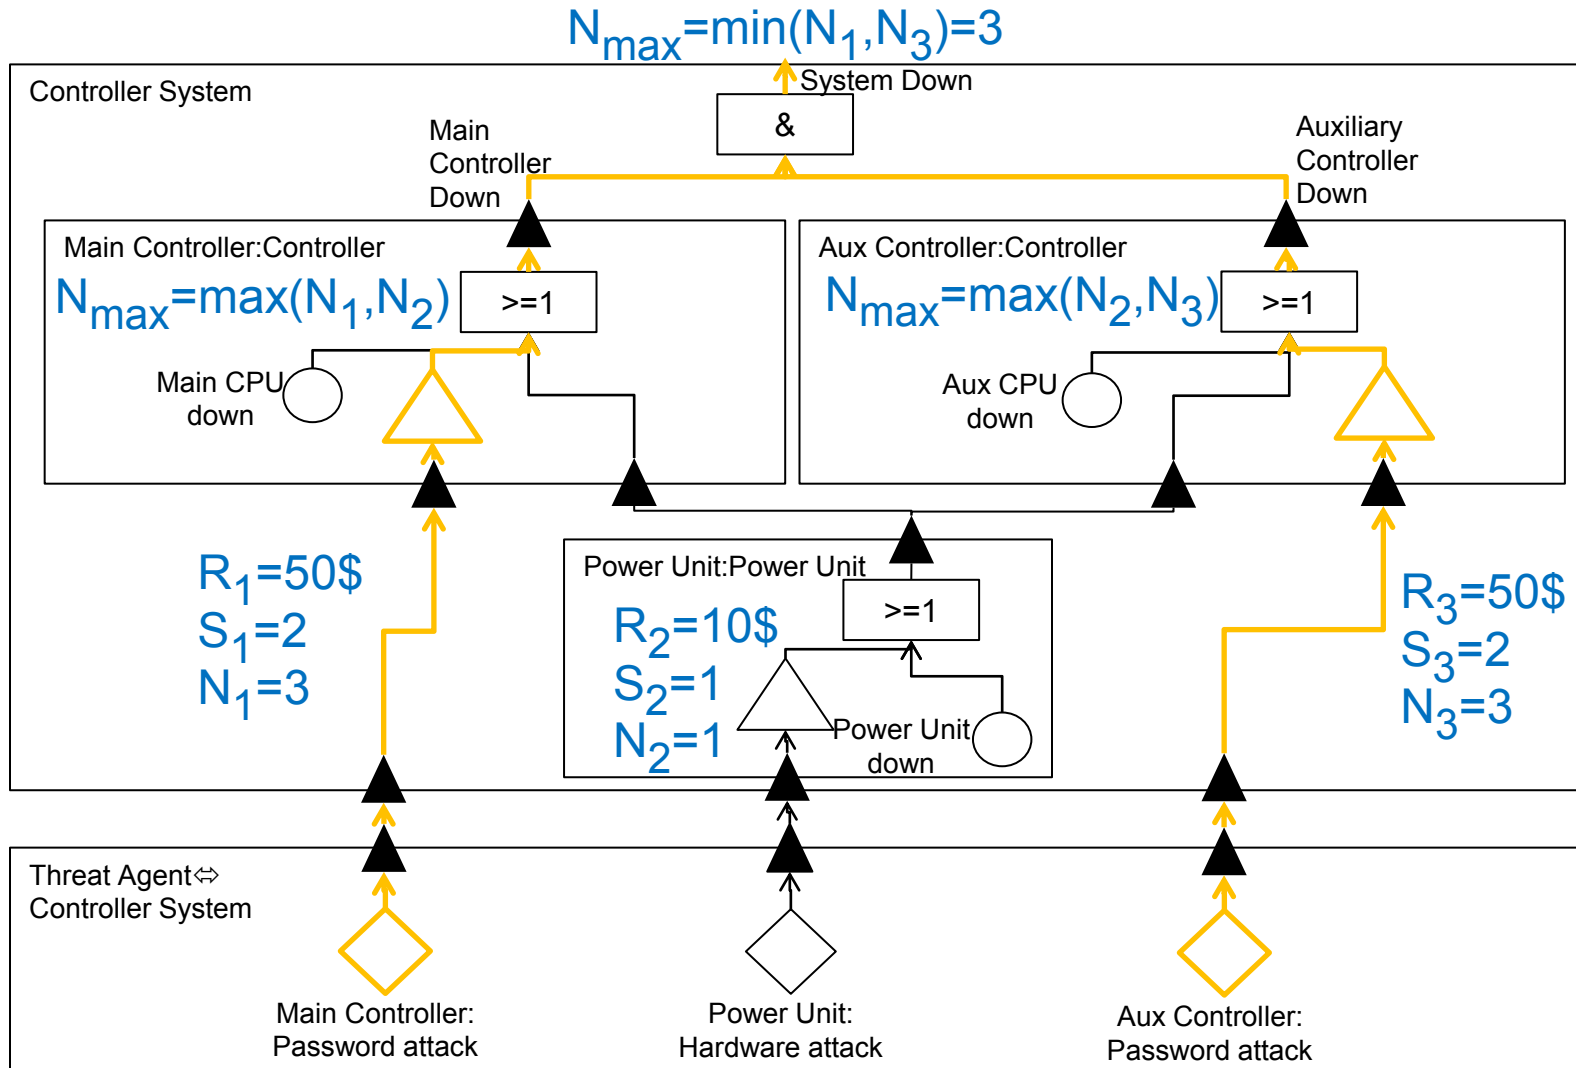 Nmax=min(N1,N3)=3
Controller System
System Down
&
Main
Controller
Down
Auxiliary
Controller
Down
Main Controller:Controller
Nmax=max(N1,N2)
>=1
Main CPU
down
Aux Controller:Controller
Nmax=max(N2,N3)
>=1
Aux CPU
down
R1=50$
S1=2
N1=3
Power Unit:Power Unit
>=1
R2=10$
S2=1
N2=1
Power Unit
down
R3=50$
S3=2
N3=3
Threat Agent⇔
Controller System
Main Controller:
Password attack
Power Unit:
Hardware attack
Aux Controller:
Password attack